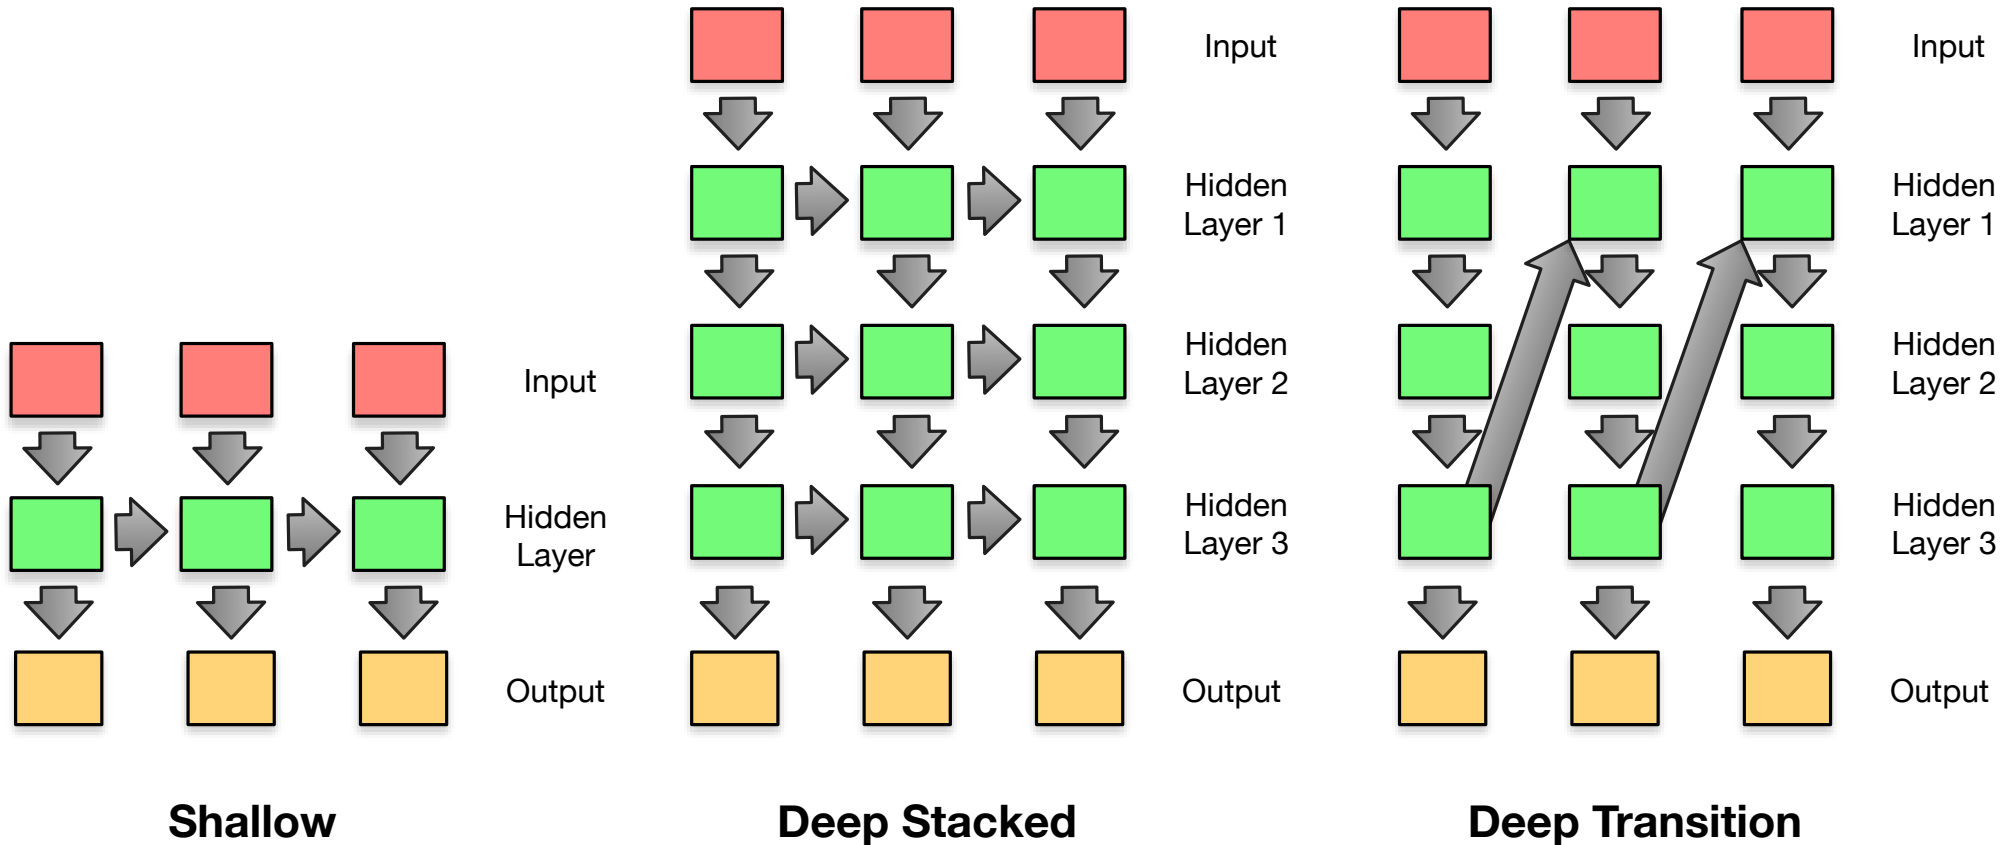 Input
Hidden
Layer
Output
Shallow
Input
Hidden
Layer 1
Hidden
Layer 2
Hidden
Layer 3
Output
Deep Stacked
Input
Hidden
Layer 1
Hidden
Layer 2
Hidden
Layer 3
Output
Deep Transition